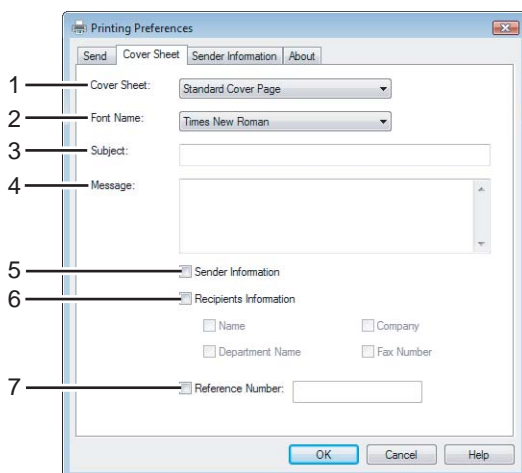 Printing Preferences
Send Cover Sheet Sender Information About
1 Cover Sheet: Standard Cover Page
2 Font Name: Times New Roman
3 Subject:
4 Message:
5 Sender Information
6 Recipients Information
Name Company
Department Name Fax Number
7 Reference Number:
OK Cancel Help